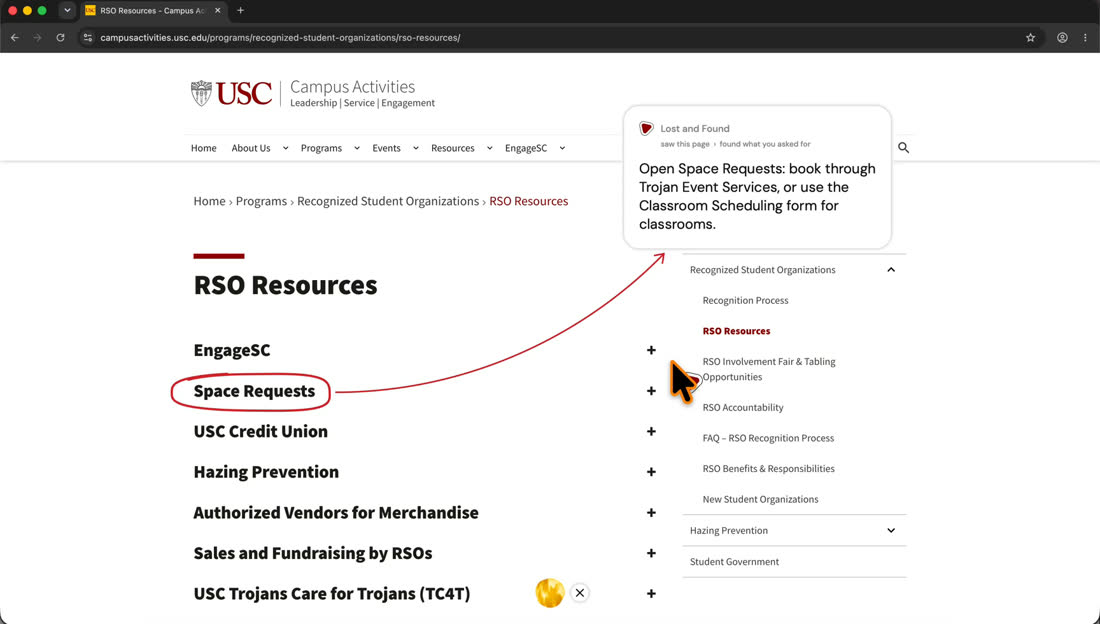 USC
RSO Resources – Campus Ac
campusactivities.usc.edu/programs/recognized-student-organizations/rso-resources/
USC
Campus Activities
Leadership | Service | Engagement
Home About Us Programs Events Resources EngageSC
Lost and Found
saw this page › found what you asked for
Open Space Requests: book through
Trojan Event Services, or use the
Classroom Scheduling form for
classrooms.
Home › Programs › Recognized Student Organizations › RSO Resources
RSO Resources
EngageSC
Space Requests
USC Credit Union
Hazing Prevention
Authorized Vendors for Merchandise
Sales and Fundraising by RSOs
USC Trojans Care for Trojans (TC4T)
Recognized Student Organizations
Recognition Process
RSO Resources
RSO Involvement Fair & Tabling
Opportunities
RSO Accountability
FAQ – RSO Recognition Process
RSO Benefits & Responsibilities
New Student Organizations
Hazing Prevention
Student Government